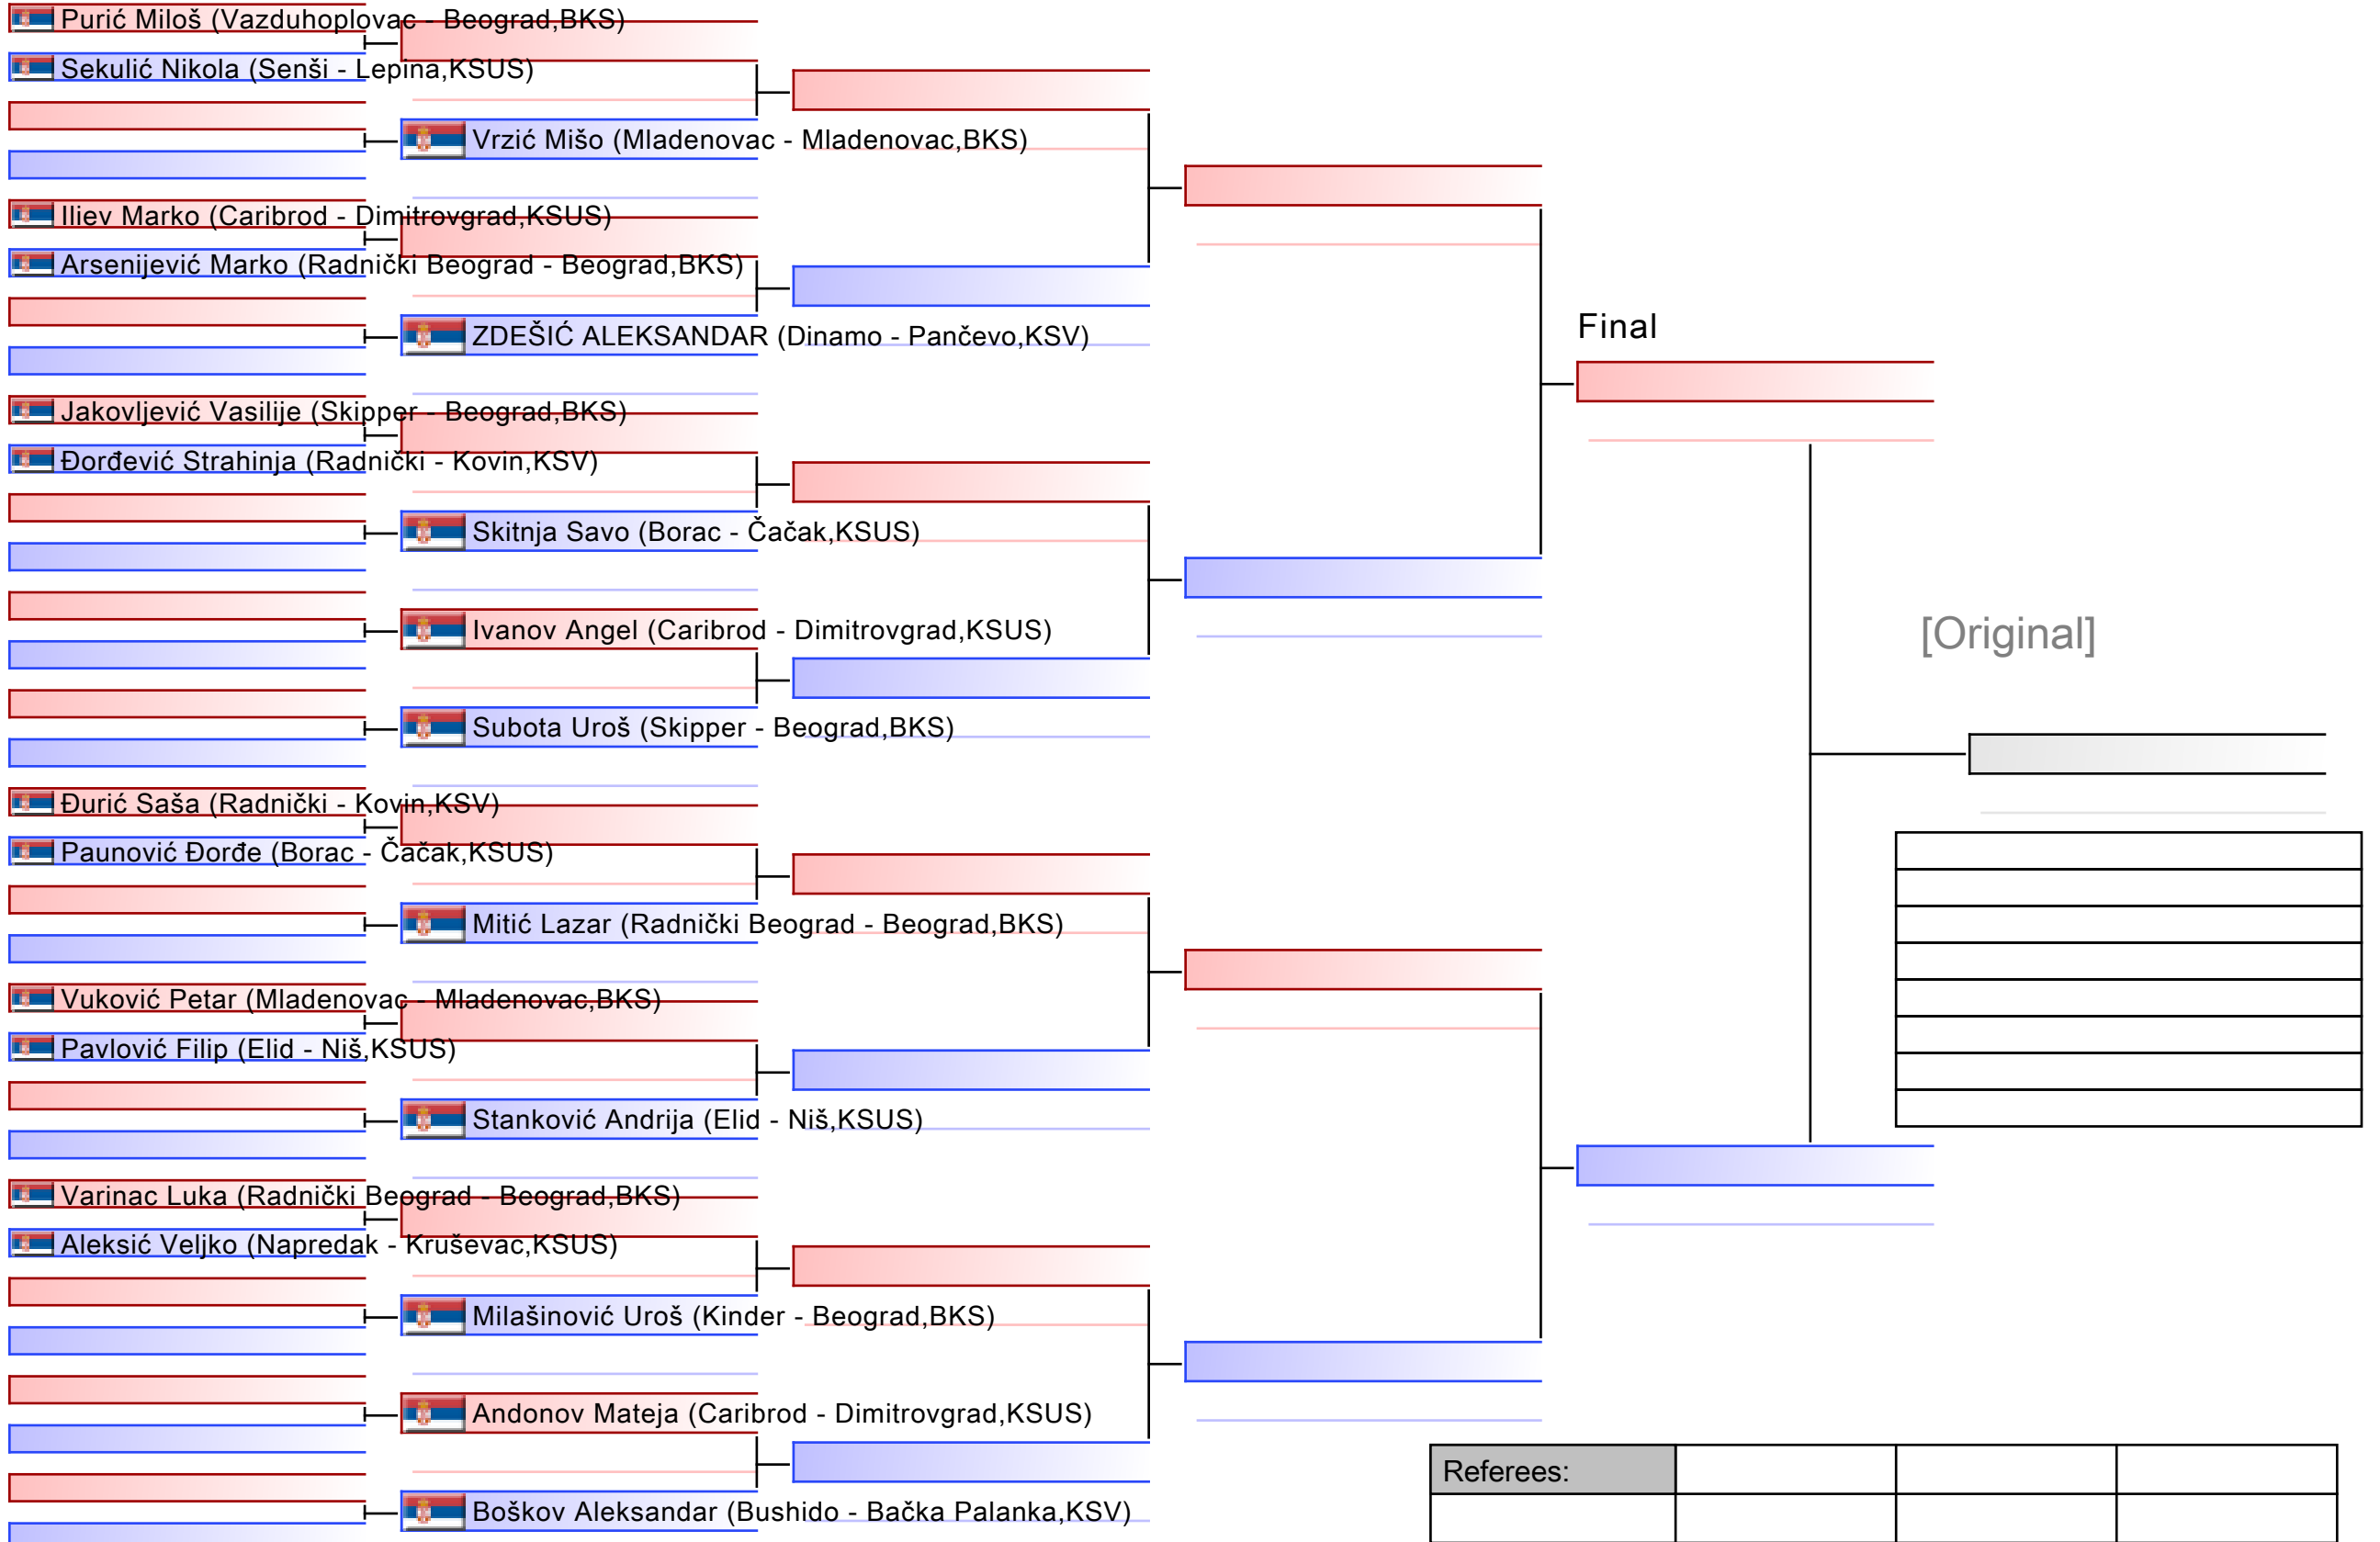 Purić Miloš (Vazduhoplovac - Beograd,BKS)
Sekulić Nikola (Senši - Lepina,KSUS)
Vrzić Mišo (Mladenovac - Mladenovac,BKS)
Iliev Marko (Caribrod - Dimitrovgrad,KSUS)
Arsenijević Marko (Radnički Beograd - Beograd,BKS)
ZDEŠIĆ ALEKSANDAR (Dinamo - Pančevo,KSV)
Final
Jakovljević Vasilije (Skipper - Beograd,BKS)
Đorđević Strahinja (Radnički - Kovin,KSV)
Skitnja Savo (Borac - Čačak,KSUS)
Ivanov Angel (Caribrod - Dimitrovgrad,KSUS)
[Original]
Subota Uroš (Skipper - Beograd,BKS)
Đurić Saša (Radnički - Kovin,KSV)
Paunović Đorđe (Borac - Čačak,KSUS)
Mitić Lazar (Radnički Beograd - Beograd,BKS)
Vuković Petar (Mladenovac - Mladenovac,BKS)
Pavlović Filip (Elid - Niš,KSUS)
Stanković Andrija (Elid - Niš,KSUS)
Varinac Luka (Radnički Beograd - Beograd,BKS)
Aleksić Veljko (Napredak - Kruševac,KSUS)
Milašinović Uroš (Kinder - Beograd,BKS)
Andonov Mateja (Caribrod - Dimitrovgrad,KSUS)
Referees:
Boškov Aleksandar (Bushido - Bačka Palanka,KSV)